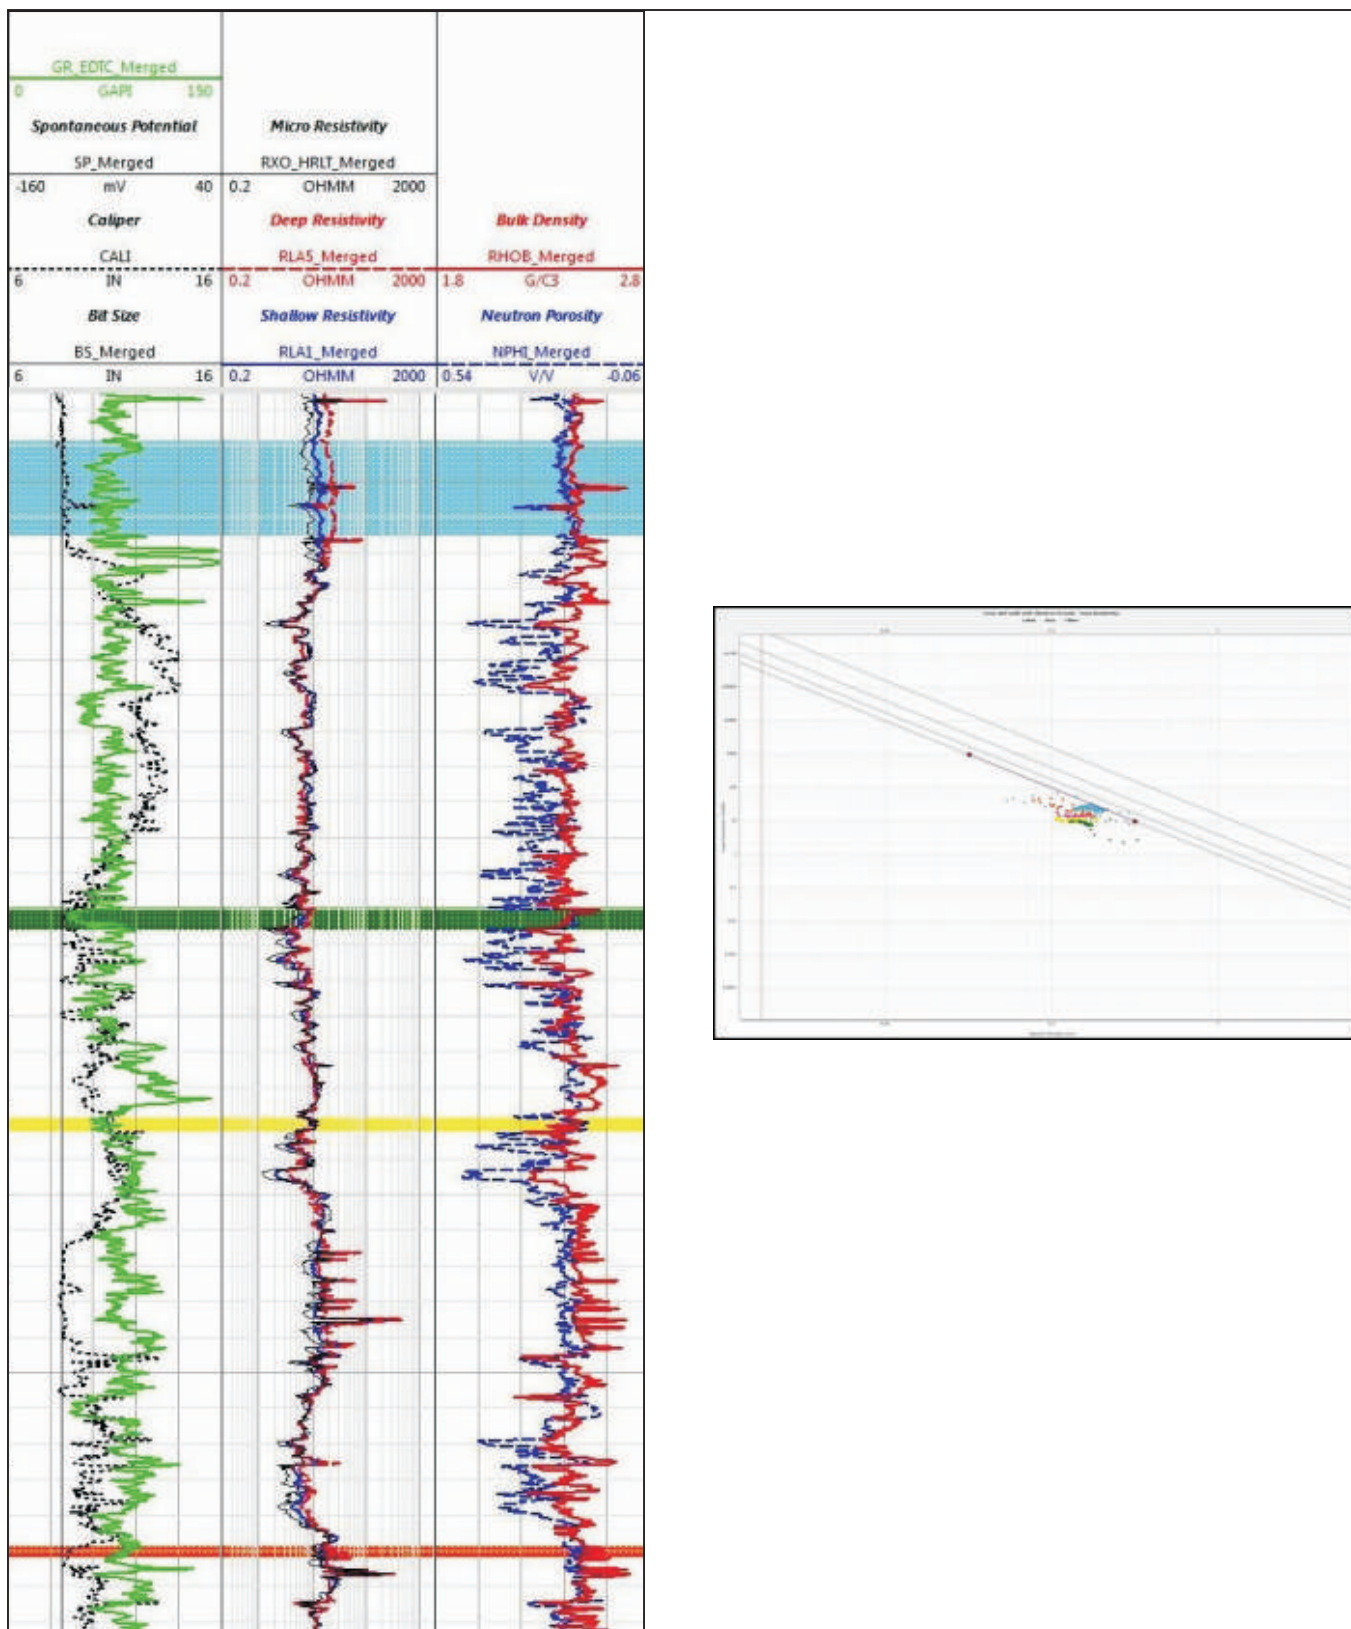 GR_EDTC_Merged
0 GAPI 150
Spontaneous Potential Micro Resistivity
SP_Merged RXO_HRLT_Merged
-160 mV 40 0.2 OHMM 2000
Caliper Deep Resistivity Bulk Density
CALI RLA5_Merged RHOB_Merged
6 IN 16 0.2 OHMM 2000 1.8 G/C3 2.8
Bit Size Shallow Resistivity Neutron Porosity
BS_Merged RLA1_Merged NPHI_Merged
6 IN 16 0.2 OHMM 2000 0.54 V/V -0.06